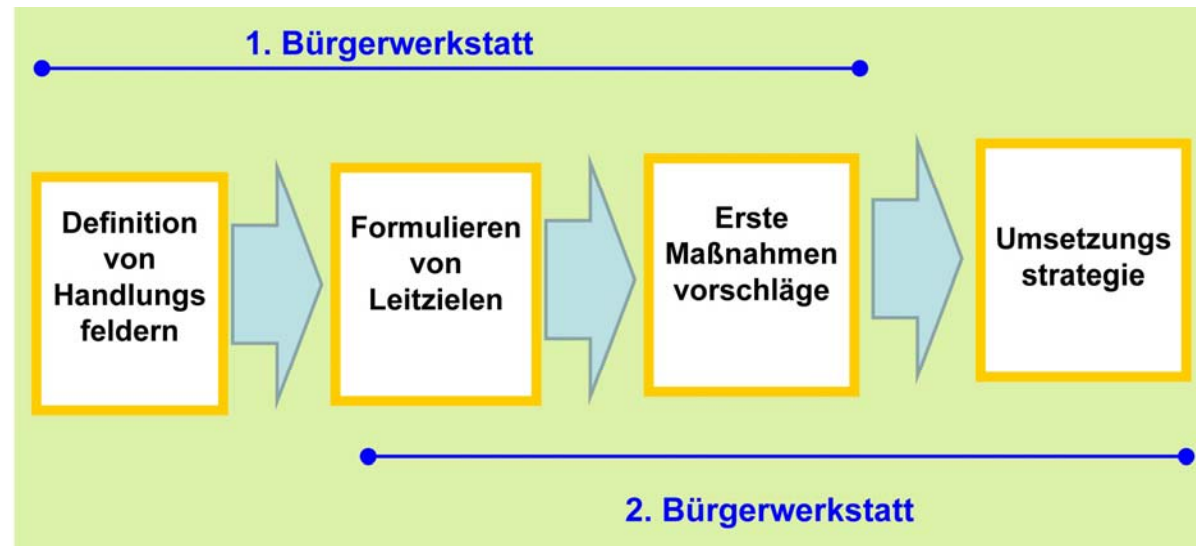 1. Bürgerwerkstatt
Definition
von
Handlungs
feldern
Formulieren
von
Leitzielen
Erste
Maßnahmen
vorschläge
Umsetzungs
strategie
2. Bürgerwerkstatt